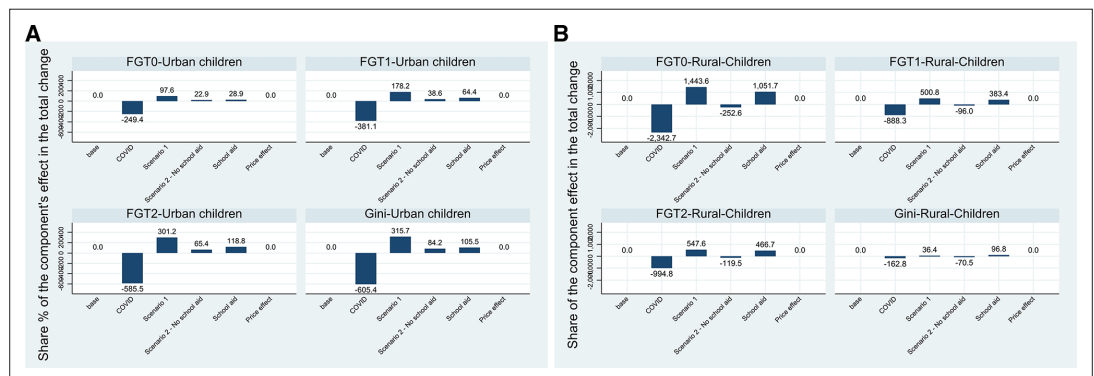 A
B
Share % of the component's effect in the total change
FGT0-Urban children
0.0 -249.4 97.6 22.9 28.9 0.0
base COVID Scenario 1 Scenario 2 - No school aid School aid Price effect
FGT1-Urban children
0.0 -381.1 178.2 38.6 64.4 0.0
base COVID Scenario 1 Scenario 2 - No school aid School aid Price effect
FGT2-Urban children
0.0 -585.5 301.2 65.4 118.8 0.0
base COVID Scenario 1 Scenario 2 - No school aid School aid Price effect
Gini-Urban children
0.0 -605.4 315.7 84.2 105.5 0.0
base COVID Scenario 1 Scenario 2 - No school aid School aid Price effect
Share of the component effect in the total change
FGT0-Rural-Children
0.0 -2,342.7 1,443.6 -252.6 1,051.7 0.0
base COVID Scenario 1 Scenario 2 - No school aid School aid Price effect
FGT1-Rural-Children
0.0 -888.3 500.8 -96.0 383.4 0.0
base COVID Scenario 1 Scenario 2 - No school aid School aid Price effect
FGT2-Rural-Children
0.0 -994.8 547.6 -119.5 466.7 0.0
base COVID Scenario 1 Scenario 2 - No school aid School aid Price effect
Gini-Rural-Children
0.0 -162.8 36.4 -70.5 96.8 0.0
base COVID Scenario 1 Scenario 2 - No school aid School aid Price effect